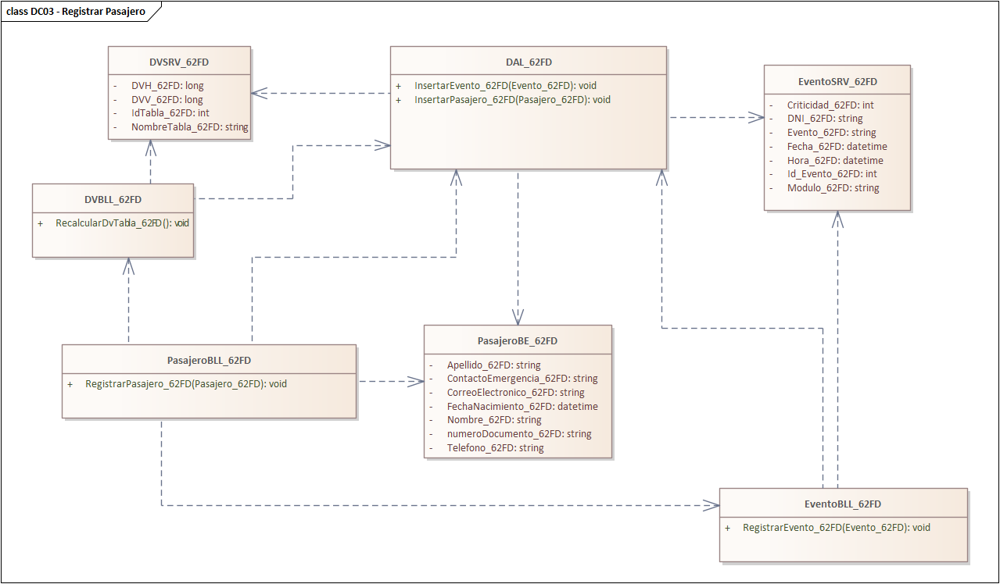 class DC03 - Registrar Pasajero
DVSRV_62FD
- DVH_62FD: long
- DVV_62FD: long
- IdTabla_62FD: int
- NombreTabla_62FD: string
DAL_62FD
+ InsertarEvento_62FD(Evento_62FD): void
+ InsertarPasajero_62FD(Pasajero_62FD): void
EventoSRV_62FD
- Criticidad_62FD: int
- DNI_62FD: string
- Evento_62FD: string
- Fecha_62FD: datetime
- Hora_62FD: datetime
- Id_Evento_62FD: int
- Modulo_62FD: string
DVBLL_62FD
+ RecalcularDvTabla_62FD(): void
PasajeroBLL_62FD
+ RegistrarPasajero_62FD(Pasajero_62FD): void
PasajeroBE_62FD
- Apellido_62FD: string
- ContactoEmergencia_62FD: string
- CorreoElectronico_62FD: string
- FechaNacimiento_62FD: datetime
- Nombre_62FD: string
- numeroDocumento_62FD: string
- Telefono_62FD: string
EventoBLL_62FD
+ RegistrarEvento_62FD(Evento_62FD): void